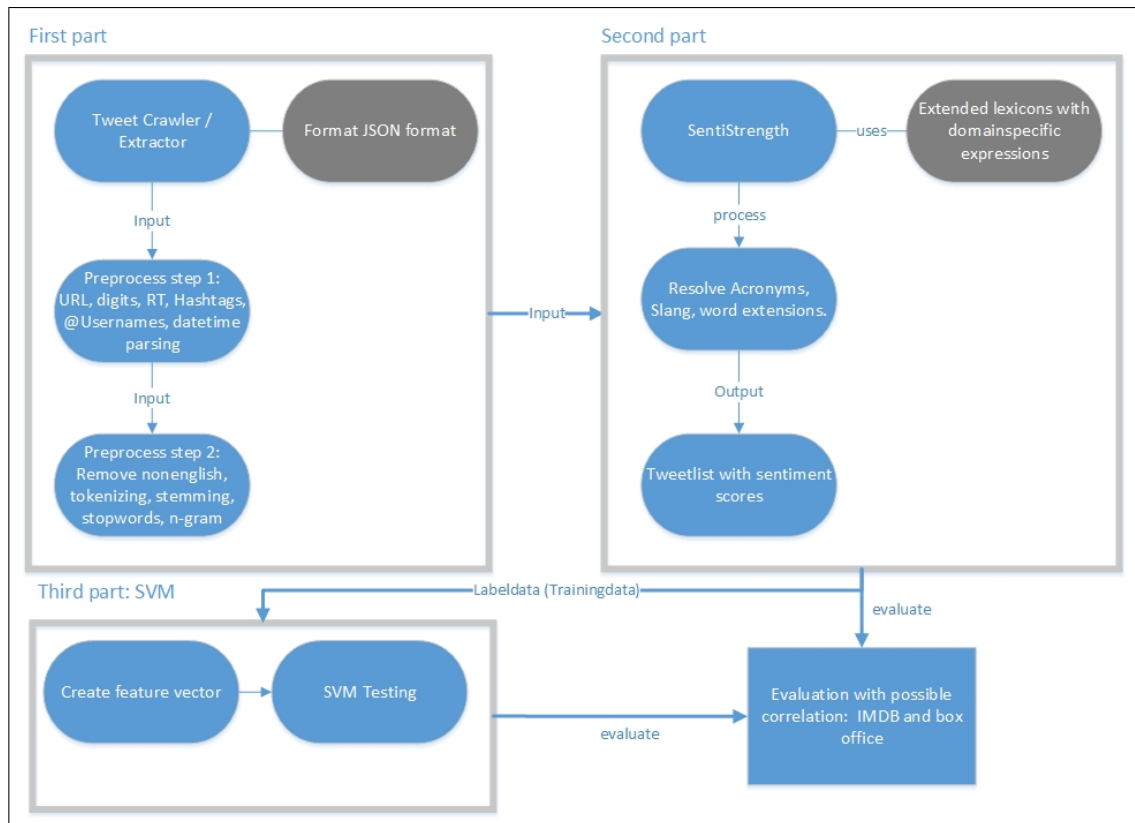 First part
Tweet Crawler /
Extractor
Format JSON format
Input
Preprocess step 1:
URL, digits, RT, Hashtags,
@Usernames, datetime
parsing
Input
Preprocess step 2:
Remove nonenglish,
tokenizing, stemming,
stopwords, n-gram
Input
Second part
SentiStrength
uses
Extended lexicons with
domainspecific
expressions
process
Resolve Acronyms,
Slang, word extensions.
Output
Tweetlist with sentiment
scores
Labeldata (Trainingdata)
evaluate
Third part: SVM
Create feature vector
SVM Testing
evaluate
Evaluation with possible
correlation: IMDB and box
office